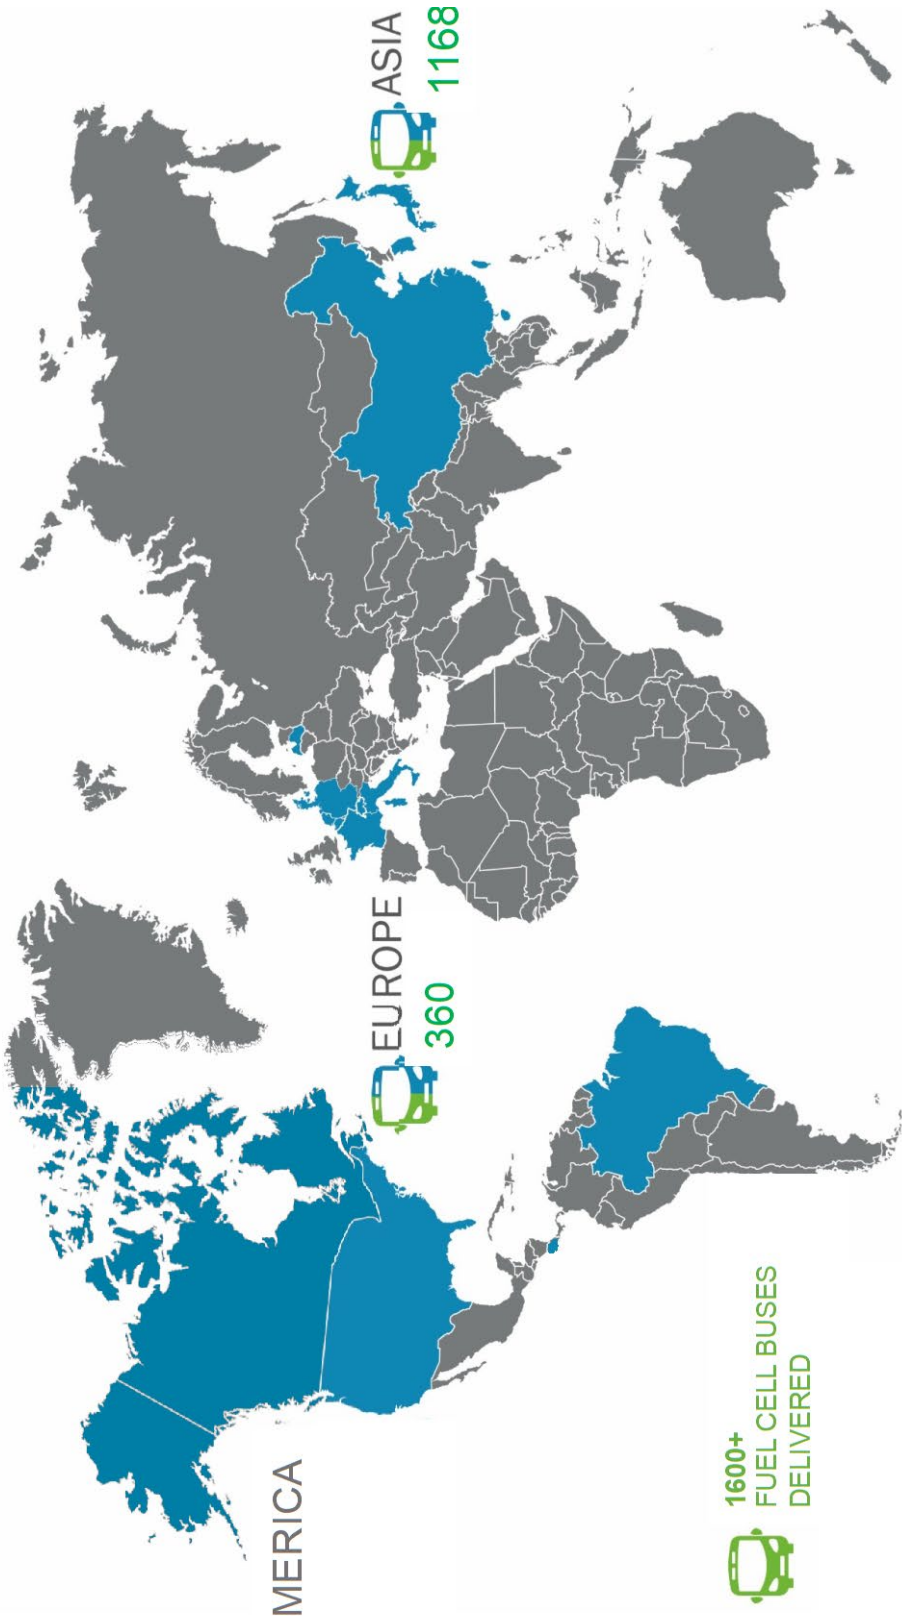 MERICA
EUROPE
360
ASIA
1168
1600+
FUEL CELL BUSES
DELIVERED